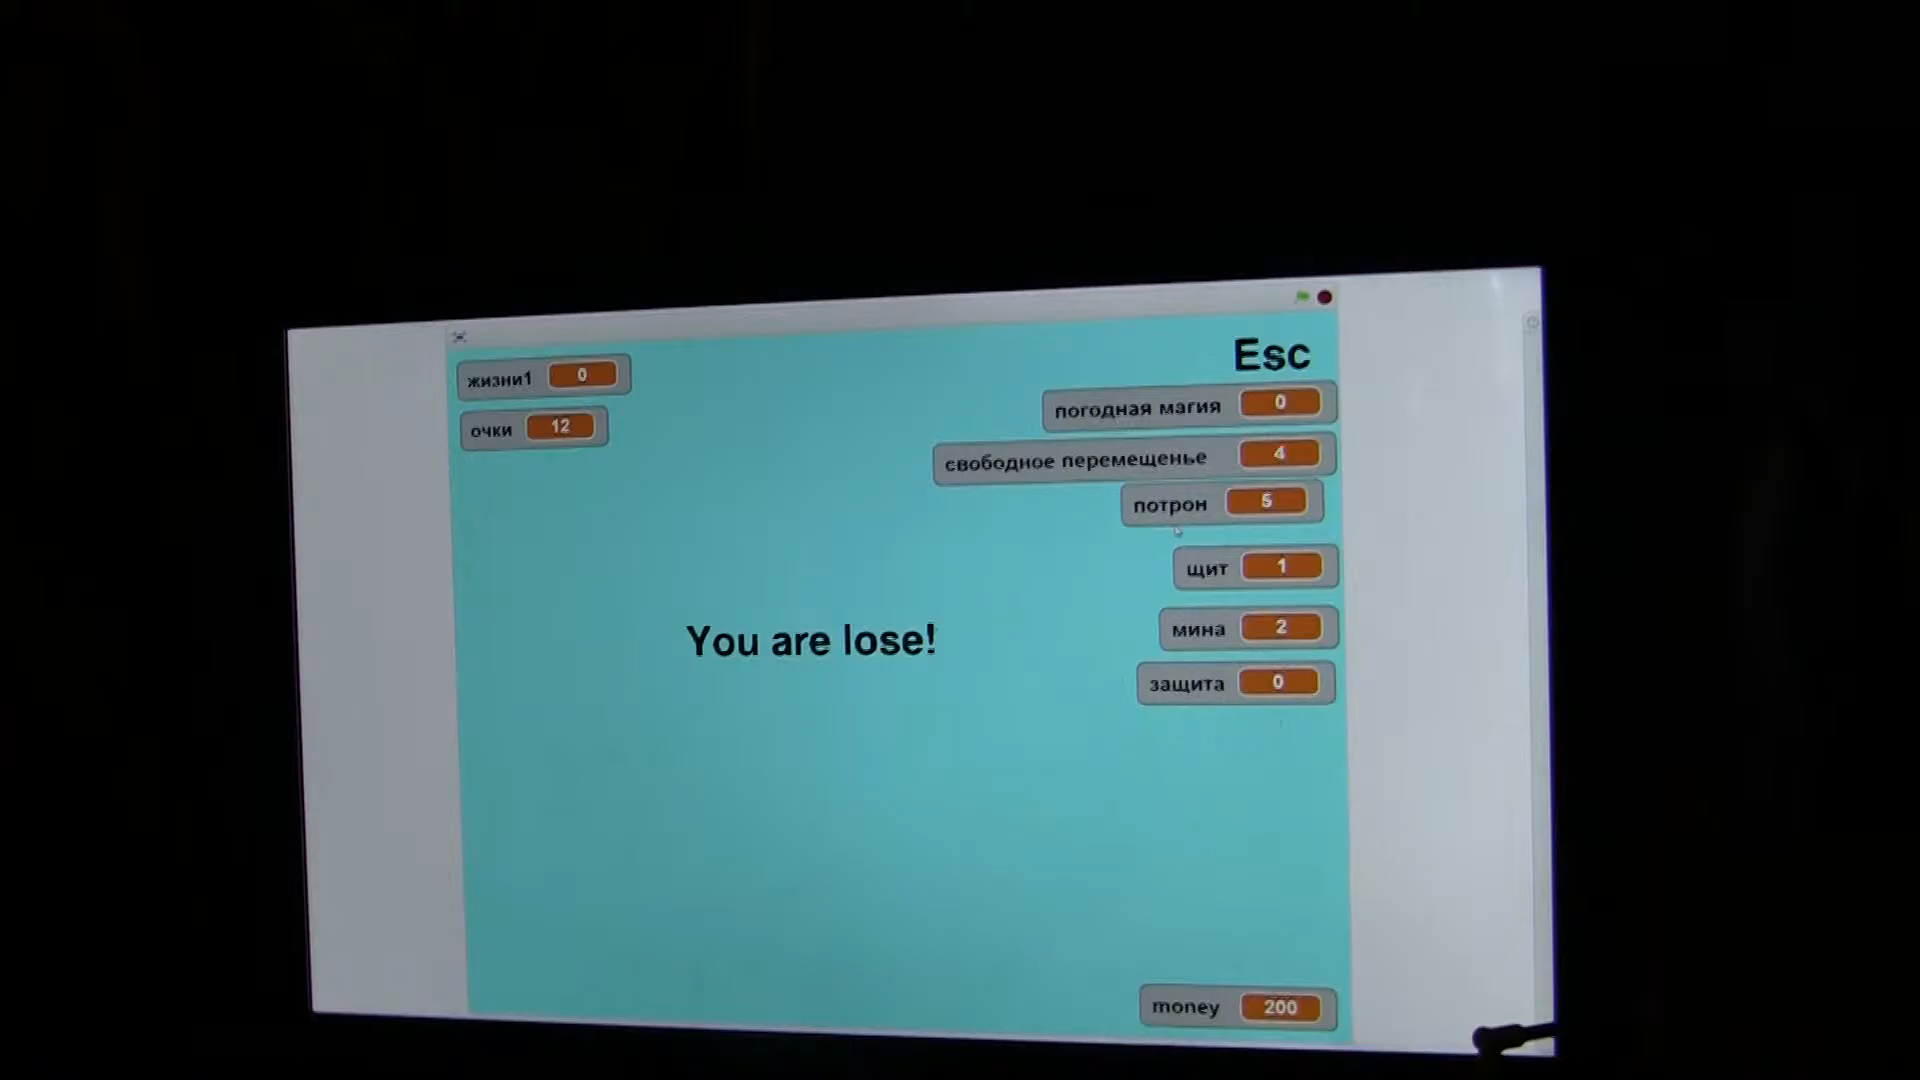 Esc
жизни1 0
погодная магия 0
очки 12
свободное перемещенье 4
потрон 5
щит 1
мина 2
You are lose!
защита 0
money 200